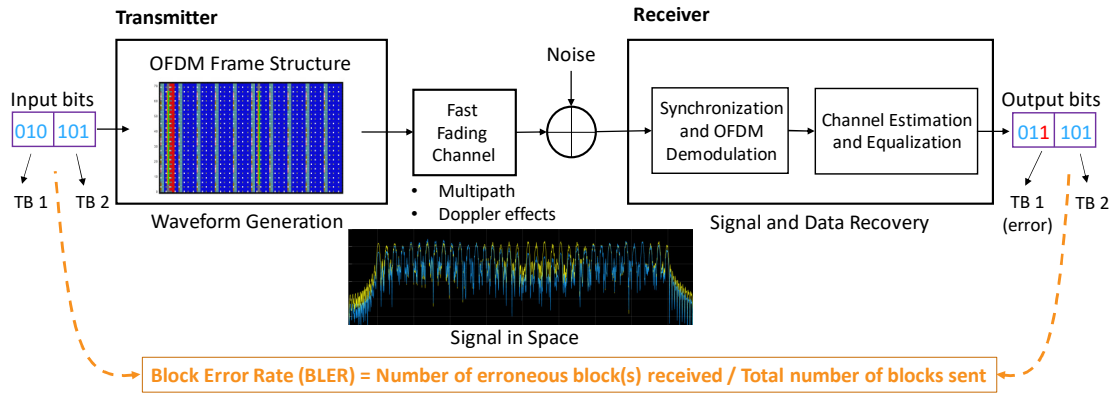 Transmitter
Receiver
OFDM Frame Structure
Noise
Input bits
010 101
TB 1 TB 2
Waveform Generation
Fast
Fading
Channel
• Multipath
• Doppler effects
Synchronization
and OFDM
Demodulation
Channel Estimation
and Equalization
Signal and Data Recovery
Output bits
011 101
TB 1
(error)
TB 2
Signal in Space
Block Error Rate (BLER) = Number of erroneous block(s) received / Total number of blocks sent